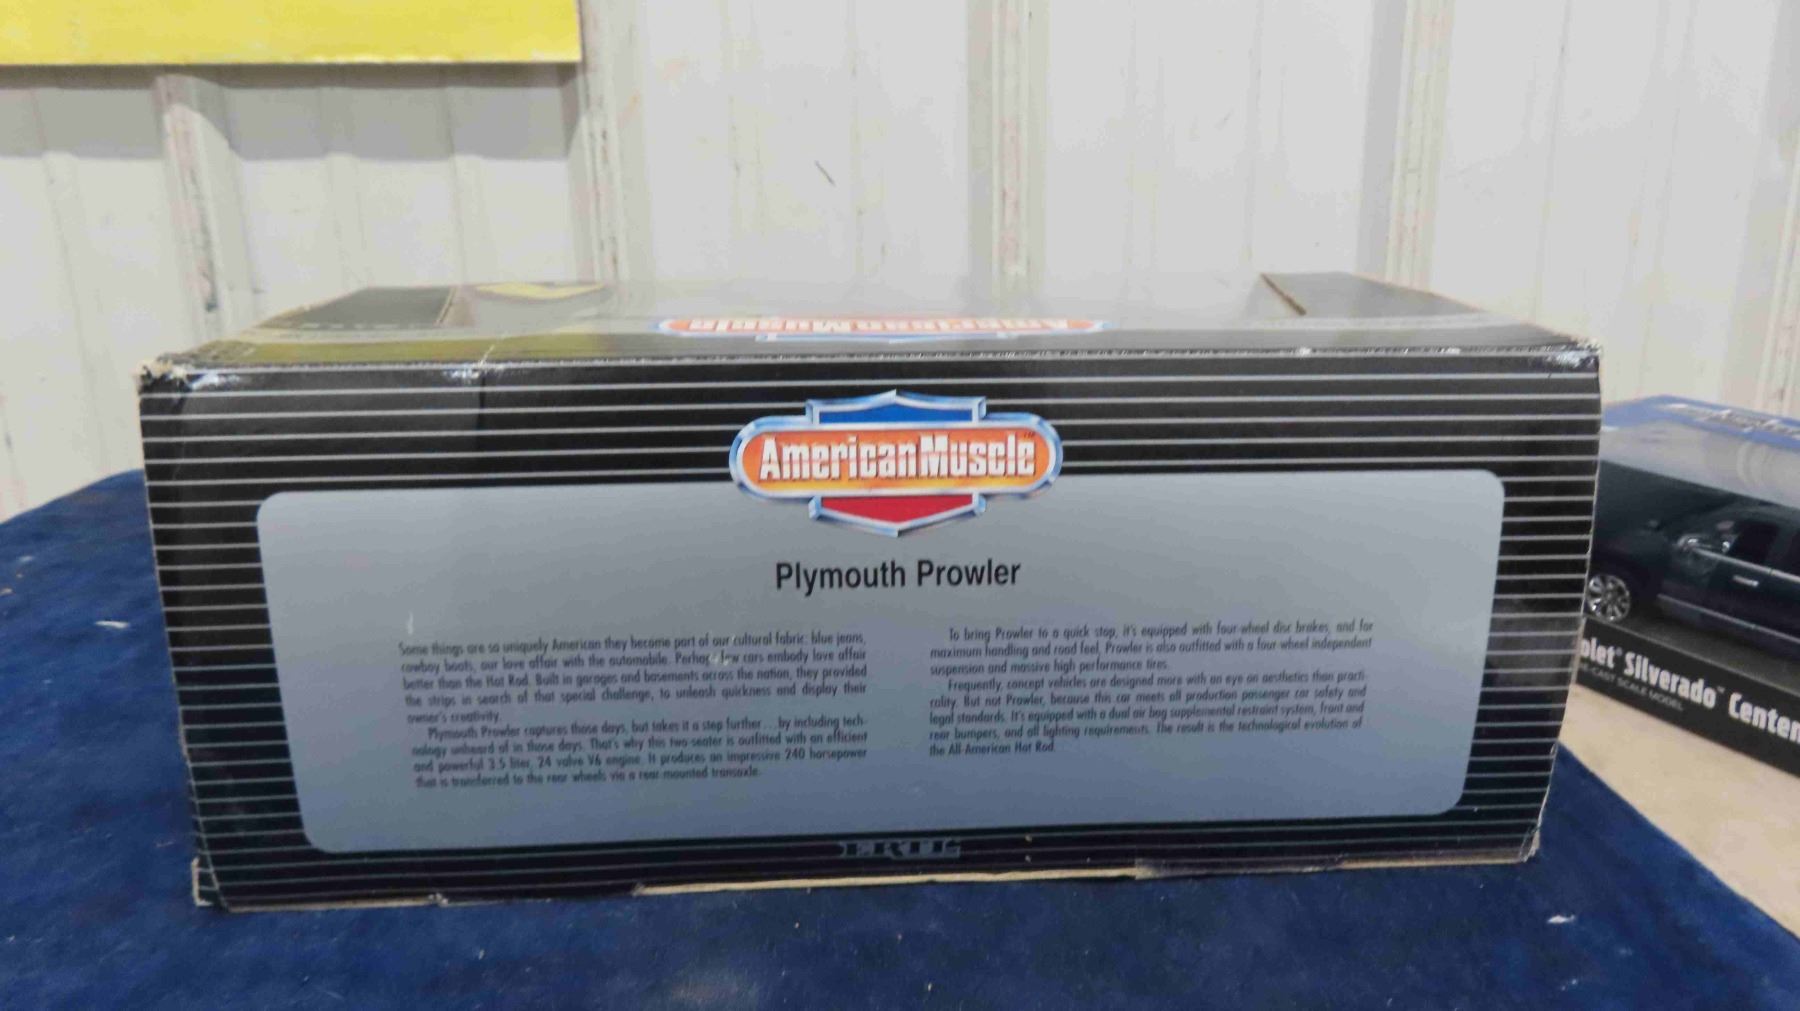 American Muscle
AmericanMuscle™
Plymouth Prowler
Some things are so uniquely American they become part of our cultural fabric: blue jeans,
cowboy boots, our love affair with the automobile. Perhaps few cars embody love affair
better than the Hot Rod. Built in garages and basements across the nation, they provided
the strips in search of that special challenge, to unleash quickness and display their
owner's creativity.
Plymouth Prowler captures those days, but takes it a step further... by including tech-
nology unheard of in those days. That's why this two-seater is outfitted with an efficient
and powerful 3.5 liter, 24 valve V6 engine. It produces an impressive 240 horsepower
that is transferred to the rear wheels via a rear-mounted transaxle.
To bring Prowler to a quick stop, it's equipped with four-wheel disc brakes, and for
maximum handling and road feel, Prowler is also outfitted with a four-wheel independent
suspension and massive high performance tires.
Frequently, concept vehicles are designed more with an eye on aesthetics than practi-
cality. But not Prowler, because this car meets all production passenger car safety and
legal standards. It's equipped with a dual air bag supplemental restraint system, front and
rear bumpers, and all lighting requirements. The result is the technological evolution of
the All-American Hot Rod.
ERTL
olet Silverado™ Centen
-CAST SCALE MODEL